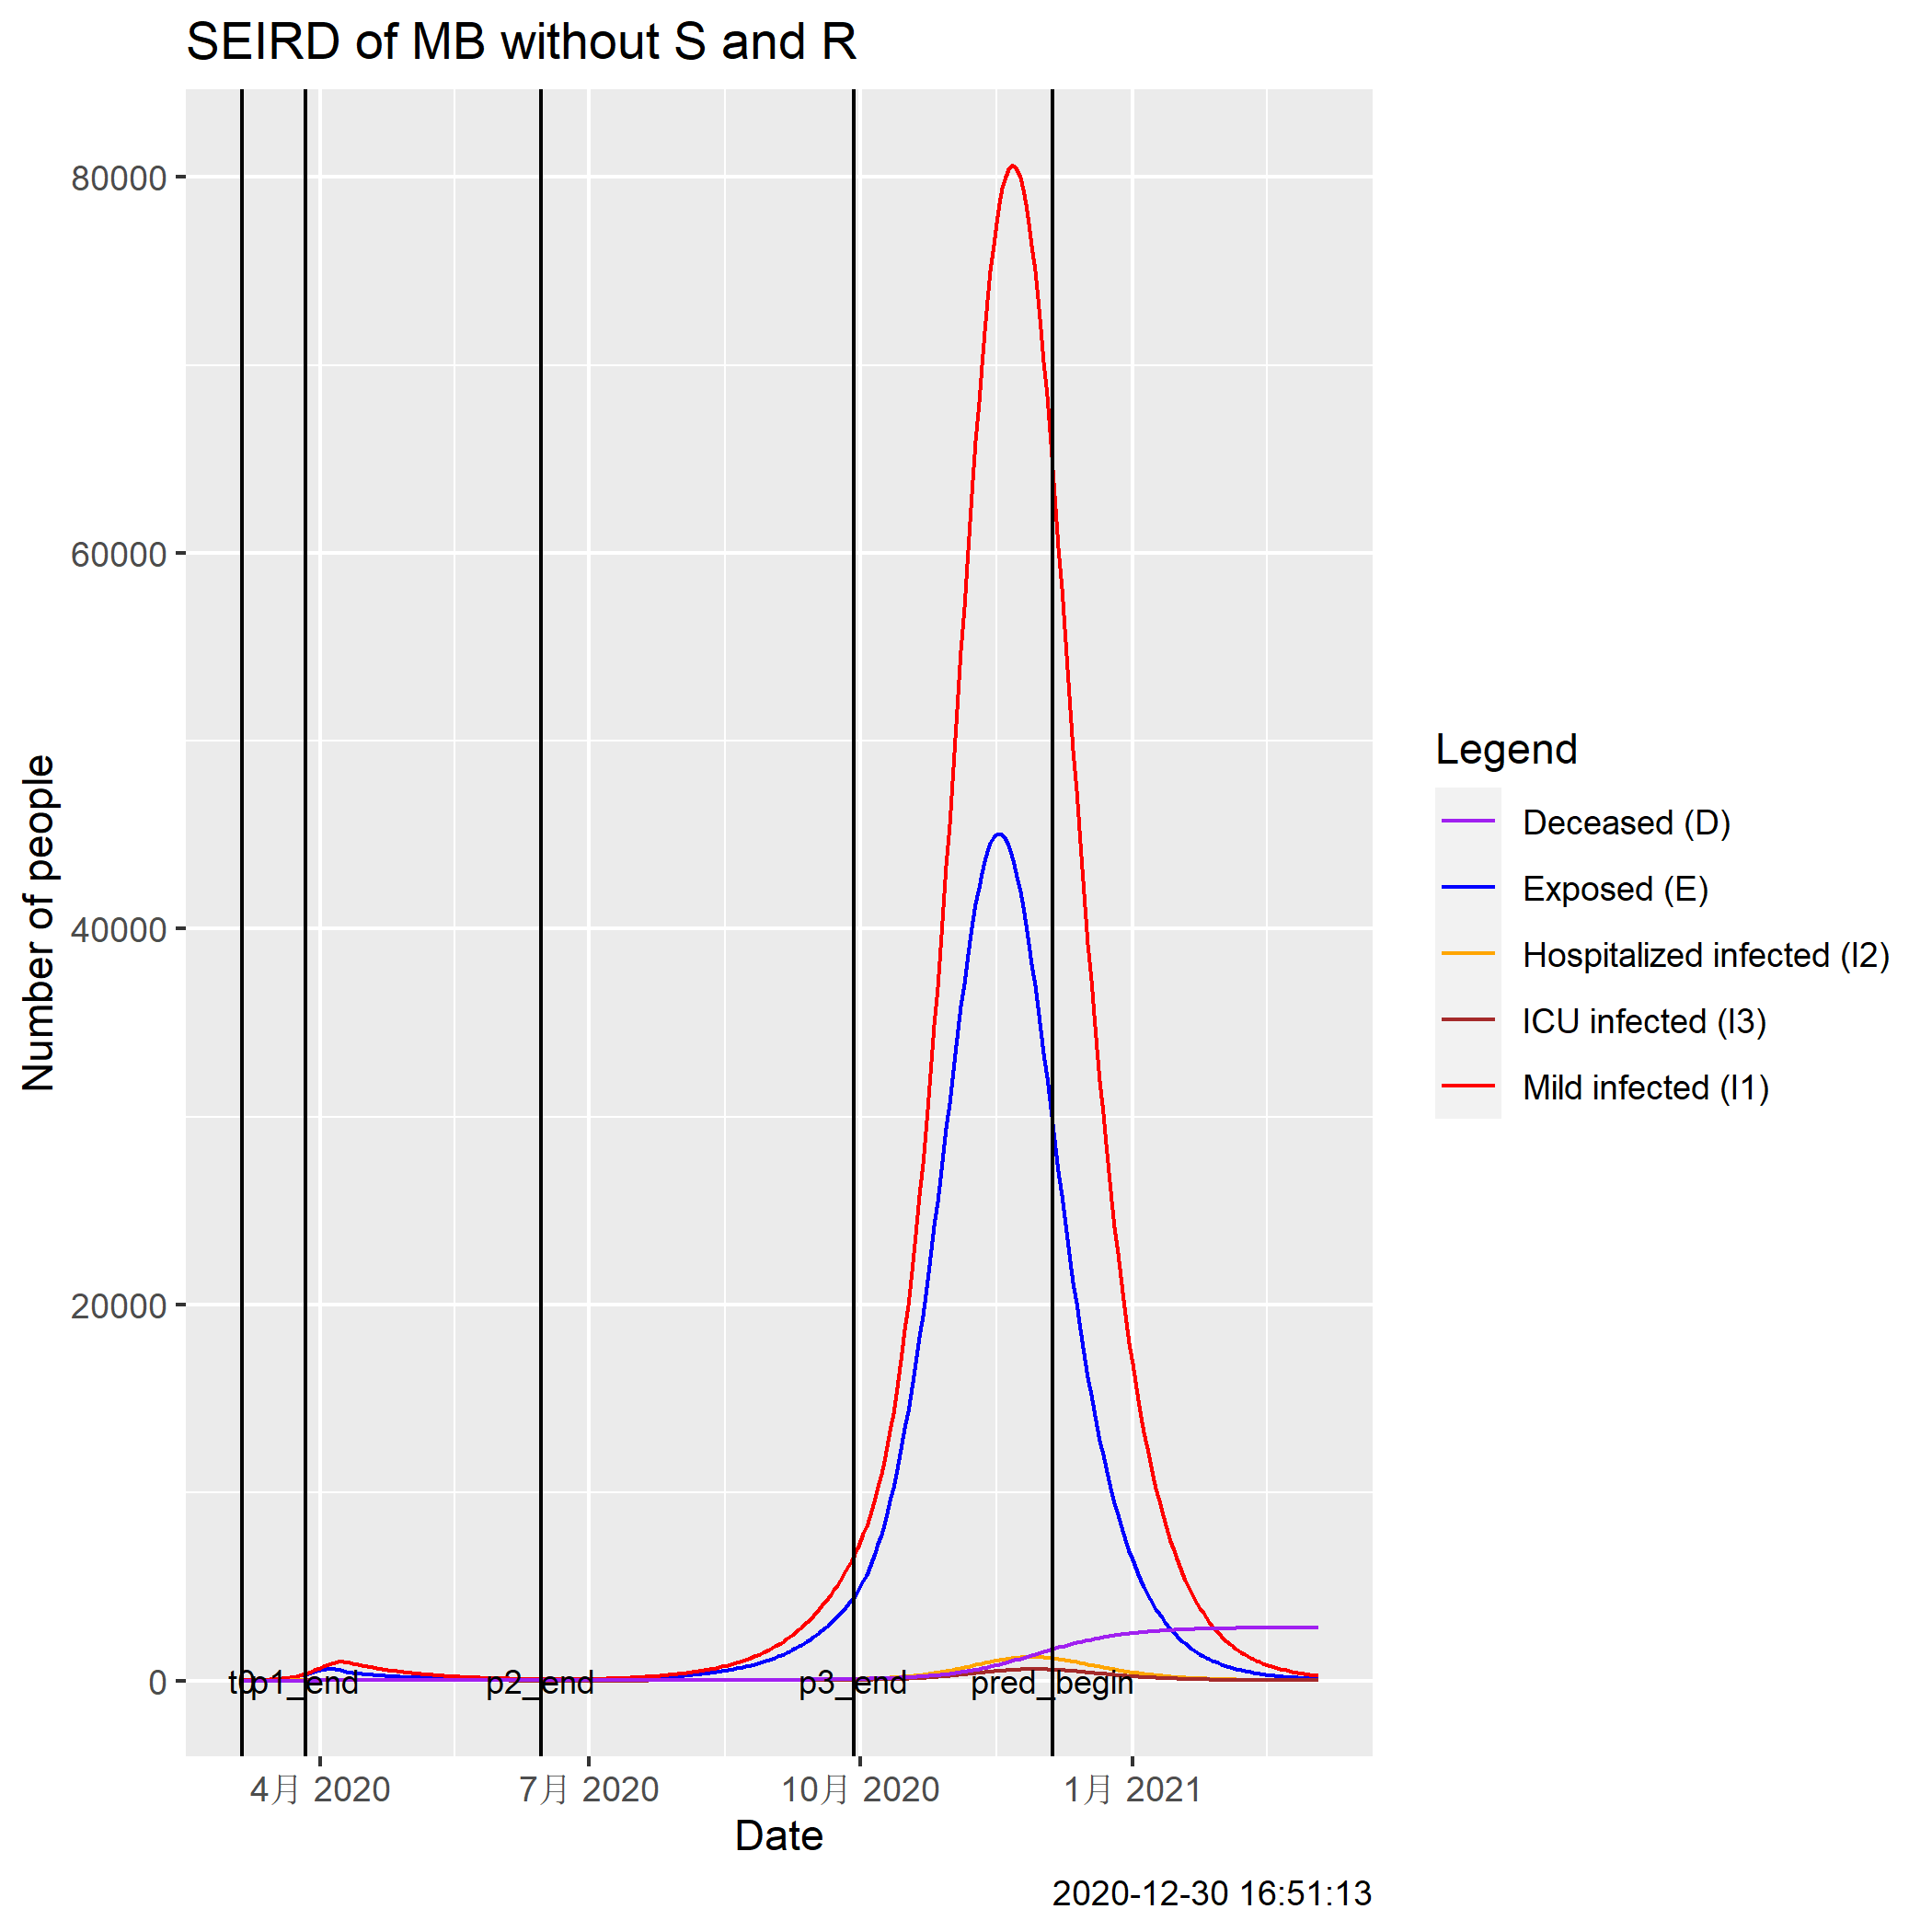 SEIRD of MB without S and R
Number of people
80000
60000
40000
20000
0
t0
p1_end
p2_end
p3_end
pred_begin
4月 2020
7月 2020
10月 2020
1月 2021
Date
Legend
Deceased (D)
Exposed (E)
Hospitalized infected (I2)
ICU infected (I3)
Mild infected (I1)
2020-12-30 16:51:13